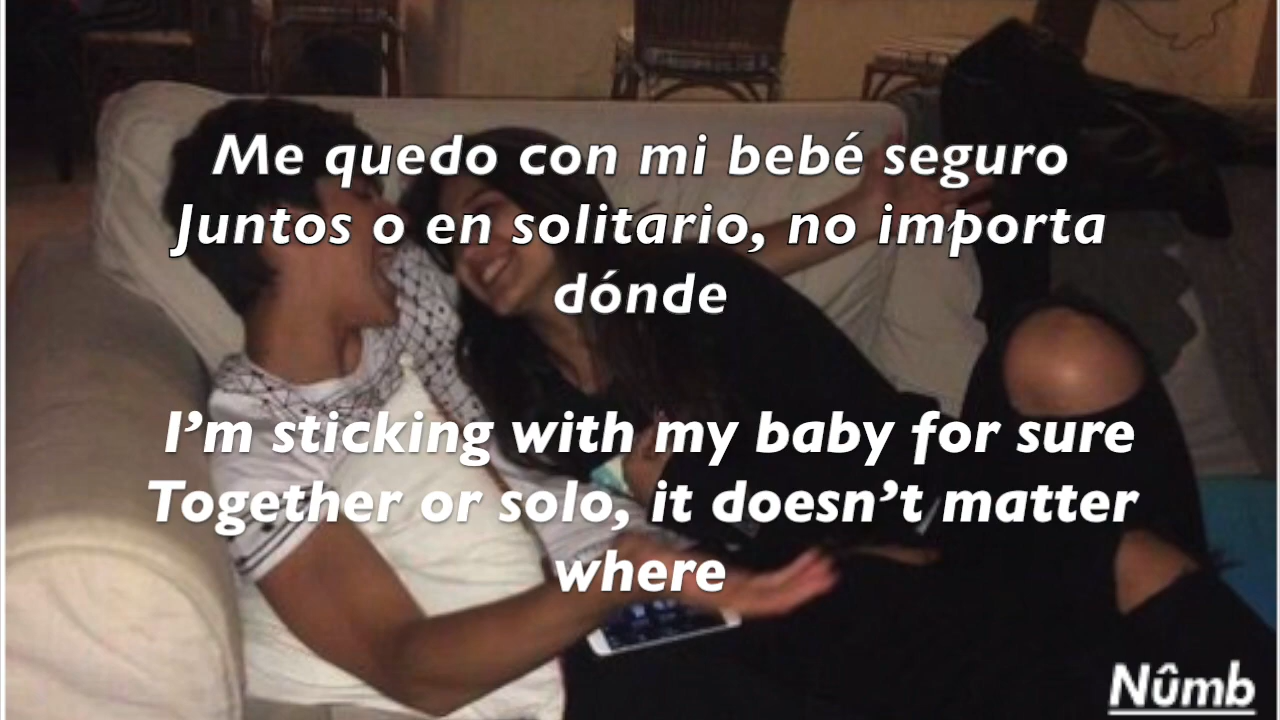 Me quedo con mi bebé seguro
Juntos o en solitario, no importa
dónde
I’m sticking with my baby for sure
Together or solo, it doesn’t matter
where
Nûmb